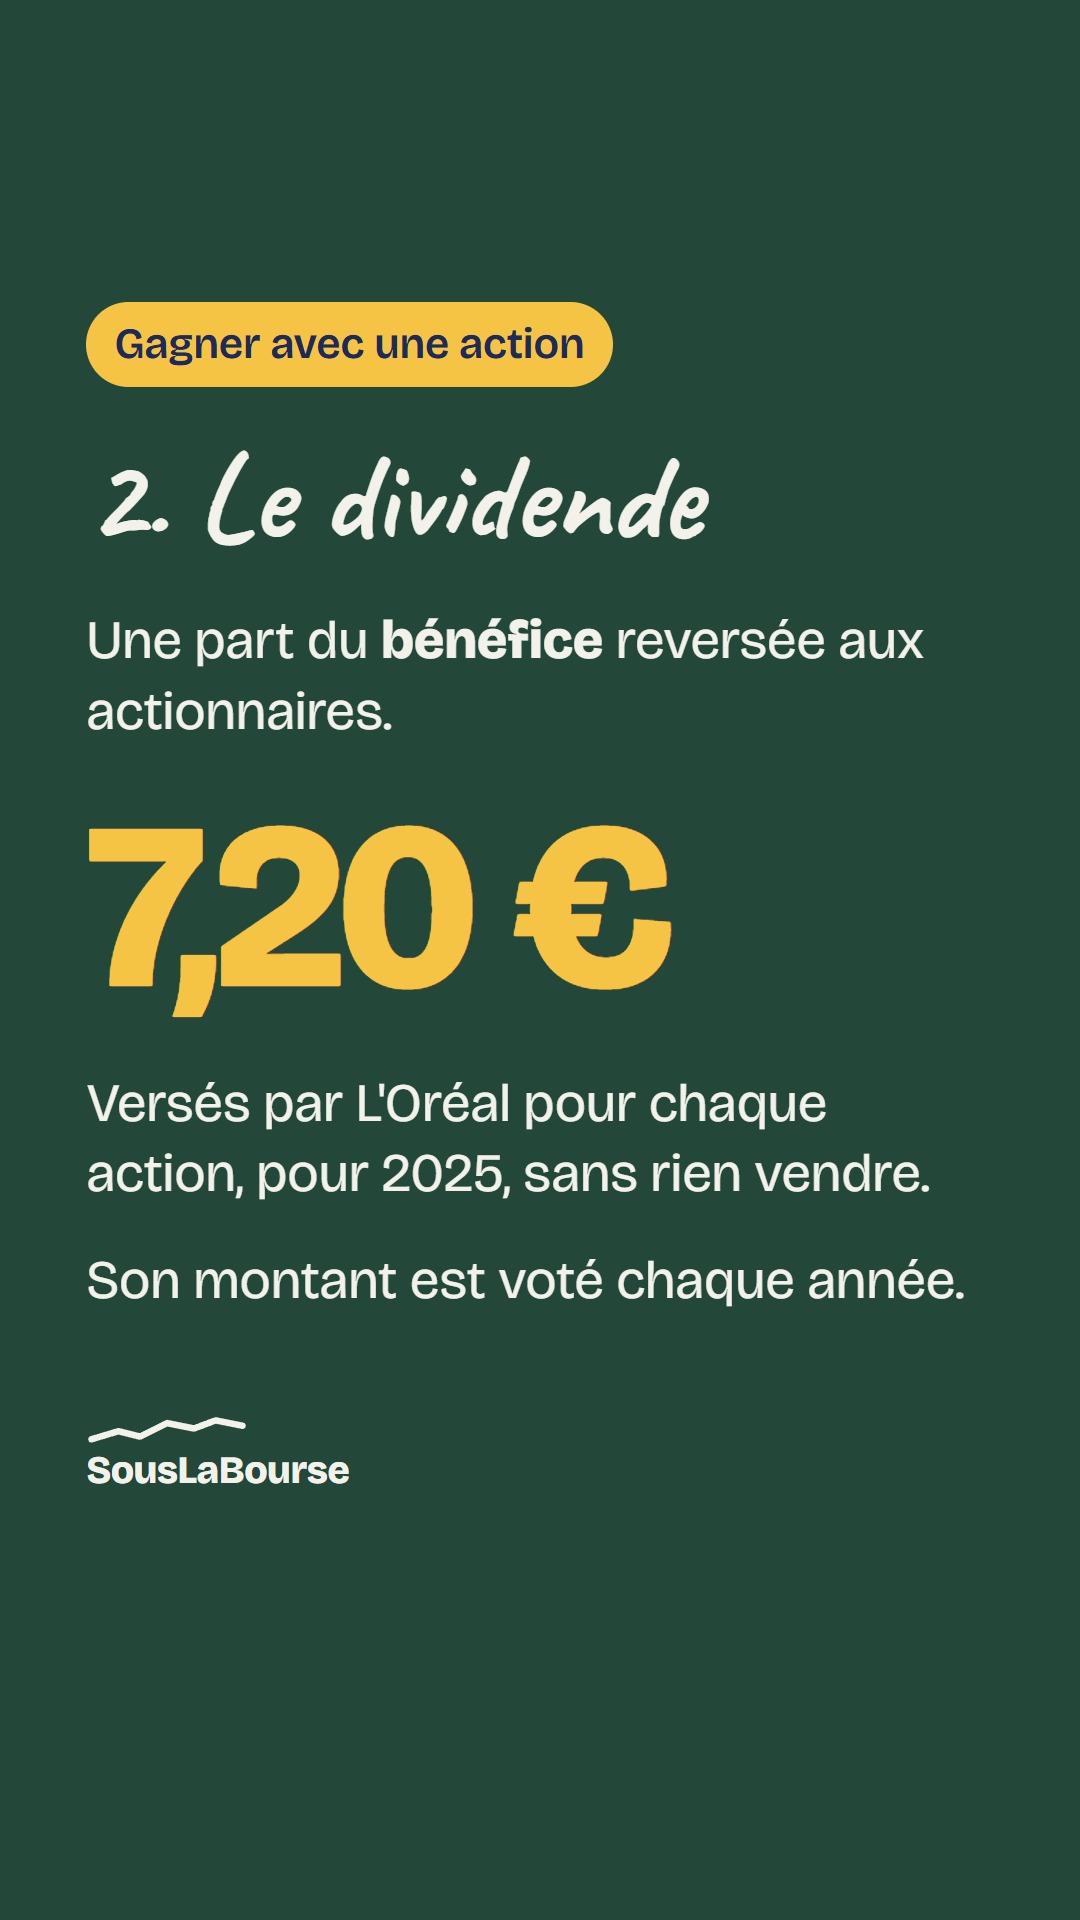 Gagner avec une action
2. Le dividende
Une part du bénéfice reversée aux
actionnaires.
7,20 €
Versés par L'Oréal pour chaque
action, pour 2025, sans rien vendre.
Son montant est voté chaque année.
SousLaBourse